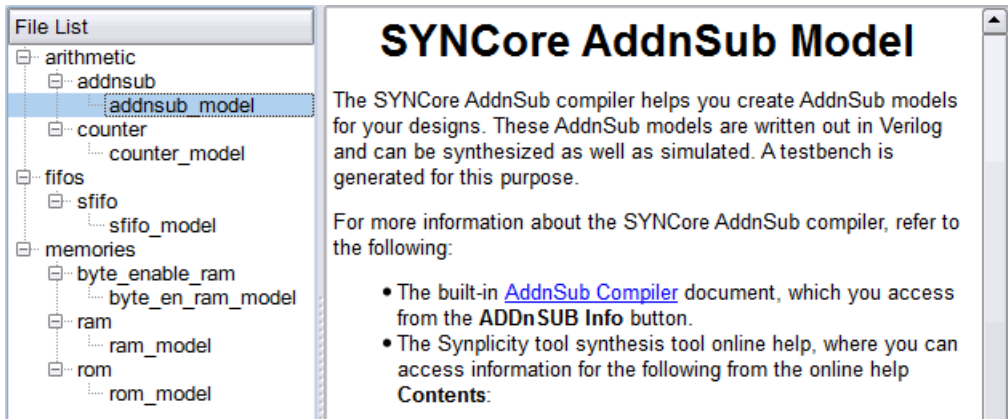 File List
arithmetic
addnsub
addnsub_model
counter
counter_model
fifos
sfifo
sfifo_model
memories
byte_enable_ram
byte_en_ram_model
ram
ram_model
rom
rom_model
SYNCore AddnSub Model
The SYNCore AddnSub compiler helps you create AddnSub models
for your designs. These AddnSub models are written out in Verilog
and can be synthesized as well as simulated. A testbench is
generated for this purpose.
For more information about the SYNCore AddnSub compiler, refer to
the following:
• The built-in AddnSub Compiler document, which you access
from the ADDnSUB Info button.
• The Synplicity tool synthesis tool online help, where you can
access information for the following from the online help
Contents: